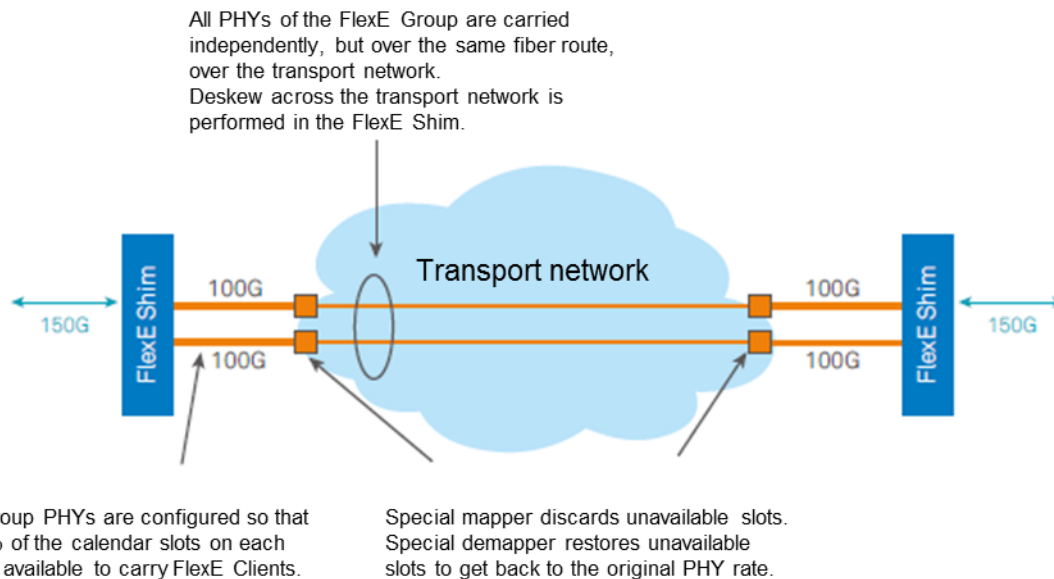 All PHYs of the FlexE Group are carried
independently, but over the same fiber route,
over the transport network.
Deskew across the transport network is
performed in the FlexE Shim.
Transport network
100G
100G
150G
FlexE Shim
100G
100G
FlexE Shim
150G
PHYs are configured so that
of the calendar slots on each
available to carry FlexE Clients.
Special mapper discards unavailable slots.
Special demapper restores unavailable
slots to get back to the original PHY rate.